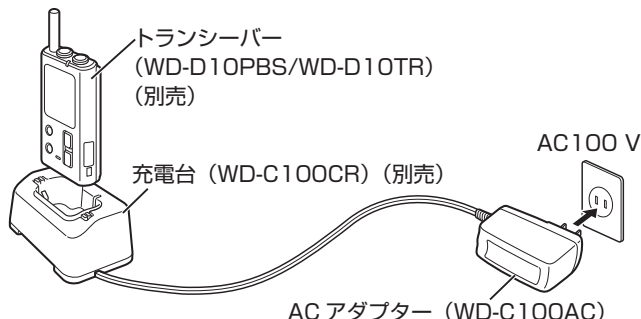 トランシーバー
（WD-D10PBS/WD-D10TR）
（別売）
AC100 V
充電台（WD-C100CR）（別売）
AC アダプター（WD-C100AC）